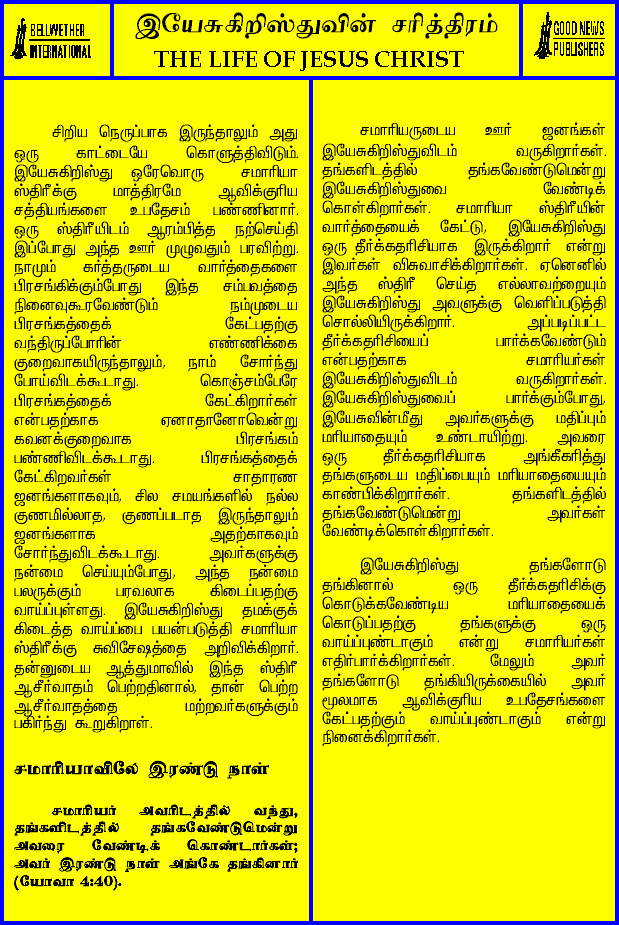 BELLWETHER
INTERNATIONAL
இயேசுகிறிஸ்துவின் சரித்திரம்
THE LIFE OF JESUS CHRIST
GOOD NEWS
PUBLISHERS
சிறிய நெருப்பாக இருந்தாலும் அது
ஒரு காட்டையே கொளுத்திவிடும்.
இயேசுகிறிஸ்து ஒரேவொரு சமாரியா
ஸ்திரீக்கு மாத்திரமே ஆவிக்குரிய
சத்தியங்களை உபதேசம் பண்ணினார்.
ஒரு ஸ்திரீயிடம் ஆரம்பித்த நற்செய்தி
இப்போது அந்த ஊர் முழுவதும் பரவிற்று.
நாமும் கர்த்தருடைய வார்த்தைகளை
பிரசங்கிக்கும்போது இந்த சம்பவத்தை
நினைவுகூரவேண்டும் நம்முடைய
பிரசங்கத்தைக் கேட்பதற்கு
வந்திருப்போரின் எண்ணிக்கை
குறைவாகயிருந்தாலும், நாம் சோர்ந்து
போய்விடக்கூடாது. கொஞ்சம்பேரே
பிரசங்கத்தைக் கேட்கிறார்கள்
என்பதற்காக ஏனாதானோவென்று
கவனக்குறைவாக பிரசங்கம்
பண்ணிவிடக்கூடாது. பிரசங்கத்தைக்
கேட்கிறவர்கள் சாதாரண
ஜனங்களாகவும், சில சமயங்களில் நல்ல
குணமில்லாத, குணப்படாத இருந்தாலும்
ஜனங்களாக அதற்காகவும்
சோர்ந்துவிடக்கூடாது. அவர்களுக்கு
நன்மை செய்யும்போது, அந்த நன்மை
பலருக்கும் பரவலாக கிடைப்பதற்கு
வாய்ப்புள்ளது. இயேசுகிறிஸ்து தமக்குக்
கிடைத்த வாய்ப்பை பயன்படுத்தி சமாரியா
ஸ்திரீக்கு சுவிசேஷத்தை அறிவிக்கிறார்.
தன்னுடைய ஆத்துமாவில் இந்த ஸ்திரீ
ஆசீர்வாதம் பெற்றதினால், தான் பெற்ற
ஆசீர்வாதத்தை மற்றவர்களுக்கும்
பகிர்ந்து கூறுகிறாள்.
சமாரியாவிலே இரண்டு நாள்
சமாரியர் அவரிடத்தில் வந்து,
தங்களிடத்தில் தங்கவேண்டுமென்று
அவரை வேண்டிக் கொண்டார்கள்;
அவர் இரண்டு நாள் அங்கே தங்கினார்
(யோவா 4:40).
சமாரியருடைய ஊர் ஜனங்கள்
இயேசுகிறிஸ்துவிடம் வருகிறார்கள்.
தங்களிடத்தில் தங்கவேண்டுமென்று
இயேசுகிறிஸ்துவை வேண்டிக்
கொள்கிறார்கள். சமாரியா ஸ்திரீயின்
வார்த்தையைக் கேட்டு, இயேசுகிறிஸ்து
ஒரு தீர்க்கதரிசியாக இருக்கிறார் என்று
இவர்கள் விசுவாசிக்கிறார்கள். ஏனெனில்
அந்த ஸ்திரீ செய்த எல்லாவற்றையும்
இயேசுகிறிஸ்து அவளுக்கு வெளிப்படுத்தி
சொல்லியிருக்கிறார். அப்படிப்பட்ட
தீர்க்கதரிசியைப் பார்க்கவேண்டும்
என்பதற்காக சமாரியர்கள்
இயேசுகிறிஸ்துவிடம் வருகிறார்கள்.
இயேசுகிறிஸ்துவைப் பார்க்கும்போது,
இயேசுவின்மீது அவர்களுக்கு மதிப்பும்
மரியாதையும் உண்டாயிற்று. அவரை
ஒரு தீர்க்கதரிசியாக அங்கீகரித்து
தங்களுடைய மதிப்பையும் மரியாதையையும்
காண்பிக்கிறார்கள். தங்களிடத்தில்
தங்கவேண்டுமென்று அவர்கள்
வேண்டிக்கொள்கிறார்கள்.
இயேசுகிறிஸ்து தங்களோடு
தங்கினால் ஒரு தீர்க்கதரிசிக்கு
கொடுக்கவேண்டிய மரியாதையைக்
கொடுப்பதற்கு தங்களுக்கு ஒரு
வாய்ப்புண்டாகும் என்று சமாரியர்கள்
எதிர்பார்க்கிறார்கள். மேலும் அவர்
தங்களோடு தங்கியிருக்கையில் அவர்
மூலமாக ஆவிக்குரிய உபதேசங்களை
கேட்பதற்கும் வாய்ப்புண்டாகும் என்று
நினைக்கிறார்கள்.